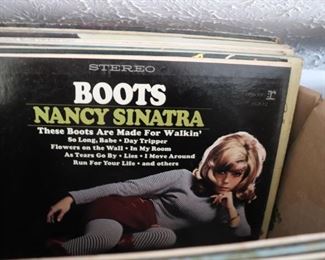 STEREO
BOOTS
NANCY SINATRA
These Boots Are Made For Walkin'
So Long, Babe • Day Tripper
Flowers on the Wall • In My Room
As Tears Go By • Lies • I Move Around
Run For Your Life • and others